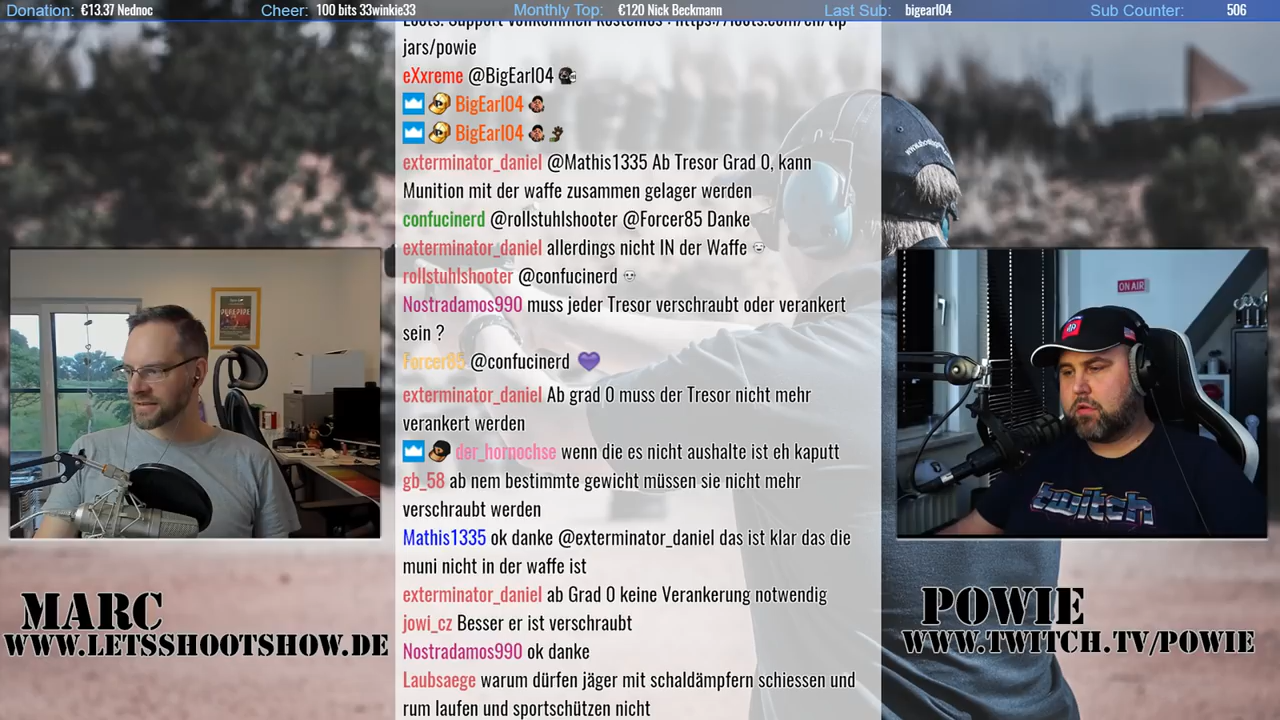 Donation: €13.37 Nednoc
Cheer: 100 bits 33winkie33
Monthly Top: €120 Nick Beckmann
Last Sub: bigearl04
Sub Counter: 506
jars/powie
eXxreme @BigEarl04
BigEarl04
BigEarl04
exterminator_daniel @Mathis1335 Ab Tresor Grad 0, kann
Munition mit der waffe zusammen gelager werden
confucinerd @rollstuhlshooter @Forcer85 Danke
exterminator_daniel allerdings nicht IN der Waffe
rollstuhlshooter @confucinerd
Nostradamos990 muss jeder Tresor verschraubt oder verankert
sein ?
Forcer85 @confucinerd 💜
exterminator_daniel Ab grad 0 muss der Tresor nicht mehr
verankert werden
der_hornochse wenn die es nicht aushalte ist eh kaputt
gb_58 ab nem bestimmte gewicht müssen sie nicht mehr
verschraubt werden
Mathis1335 ok danke @exterminator_daniel das ist klar das die
muni nicht in der waffe ist
exterminator_daniel ab Grad 0 keine Verankerung notwendig
jowi_cz Besser er ist verschraubt
Nostradamos990 ok danke
Laubsaege warum dürfen jäger mit schaldämpfern schiessen und
rum laufen und sportschützen nicht
ON AIR
twitch
MARC
WWW.LETSSHOOTSHOW.DE
POWIE
WWW.TWITCH.TV/POWIE